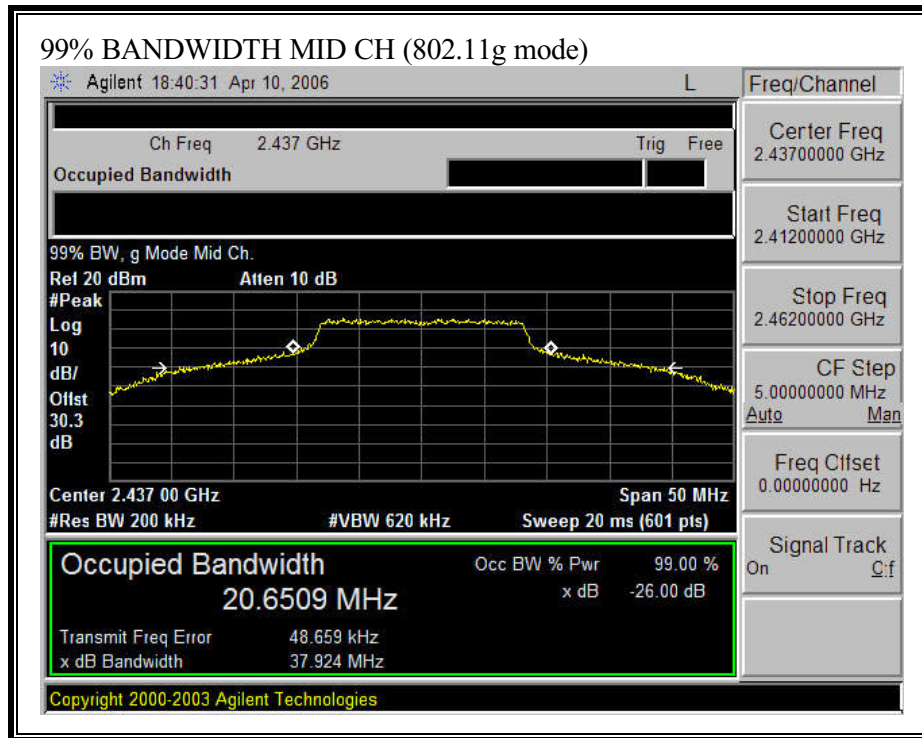 99% BANDWIDTH MID CH (802.11g mode)
Agilent 18:40:31 Apr 10, 2006 L
Freq/Channel
Ch Freq 2.437 GHz Trig Free
Occupied Bandwidth
Center Freq
2.43700000 GHz
Start Freq
2.41200000 GHz
99% BW, g Mode Mid Ch.
Ref 20 dBm Atten 10 dB
#Peak
Log
10
dB/
Offst
30.3
dB
Stop Freq
2.46200000 GHz
CF Step
5.00000000 MHz
Auto Man
Freq Offset
0.00000000 Hz
Center 2.437 00 GHz Span 50 MHz
#Res BW 200 kHz #VBW 620 kHz Sweep 20 ms (601 pts)
Signal Track
On Off
Occupied Bandwidth
20.6509 MHz
Occ BW % Pwr 99.00 %
x dB -26.00 dB
Transmit Freq Error 48.659 kHz
x dB Bandwidth 37.924 MHz
Copyright 2000-2003 Agilent Technologies